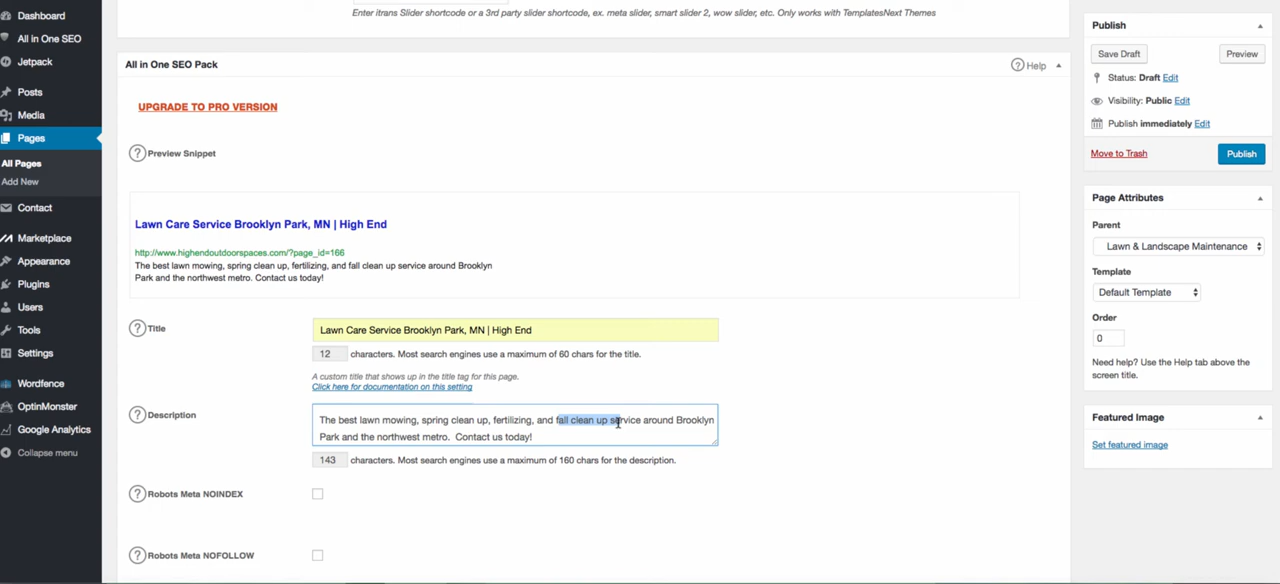 Enter itrans Slider shortcode or a 3rd party slider shortcode, ex. meta slider, smart slider 2, wow slider, etc. Only works with TemplatesNext Themes
Dashboard
All in One SEO
Jetpack
Posts
Media
Pages
All Pages
Add New
Contact
Marketplace
Appearance
Plugins
Users
Tools
Settings
Wordfence
OptinMonster
Google Analytics
Collapse menu
All in One SEO Pack
? Help
UPGRADE TO PRO VERSION
? Preview Snippet
Lawn Care Service Brooklyn Park, MN | High End
http://www.highendoutdoorspaces.com/?page_id=166
The best lawn mowing, spring clean up, fertilizing, and fall clean up service around Brooklyn
Park and the northwest metro. Contact us today!
? Title
Lawn Care Service Brooklyn Park, MN | High End
12 characters. Most search engines use a maximum of 60 chars for the title.
A custom title that shows up in the title tag for this page.
Click here for documentation on this setting
? Description
The best lawn mowing, spring clean up, fertilizing, and fall clean up service around Brooklyn
Park and the northwest metro.  Contact us today!
143 characters. Most search engines use a maximum of 160 chars for the description.
? Robots Meta NOINDEX
? Robots Meta NOFOLLOW
Publish
Save Draft Preview
Status: Draft Edit
Visibility: Public Edit
Publish immediately Edit
Move to Trash Publish
Page Attributes
Parent
Lawn & Landscape Maintenance
Template
Default Template
Order
0
Need help? Use the Help tab above the
screen title.
Featured Image
Set featured image